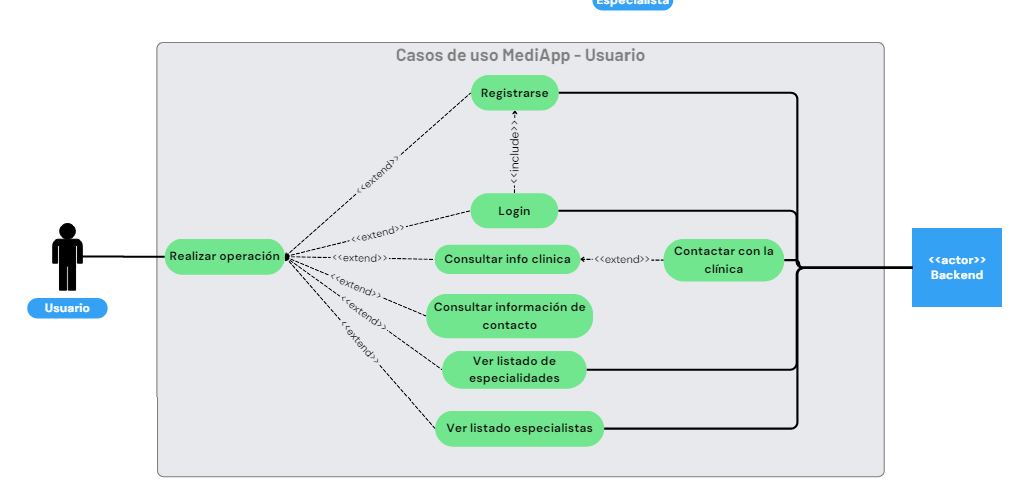 Especialista
Casos de uso MediApp - Usuario
Registrarse
<<extend>>
<<include>>
Login
<<extend>>
Realizar operación
<<extend>>
Consultar info clinica
<<extend>>
Contactar con la
clínica
<<actor>>
Backend
Usuario
<<extend>>
Consultar información de
contacto
<<extend>>
Ver listado de
especialidades
<<extend>>
Ver listado especialistas